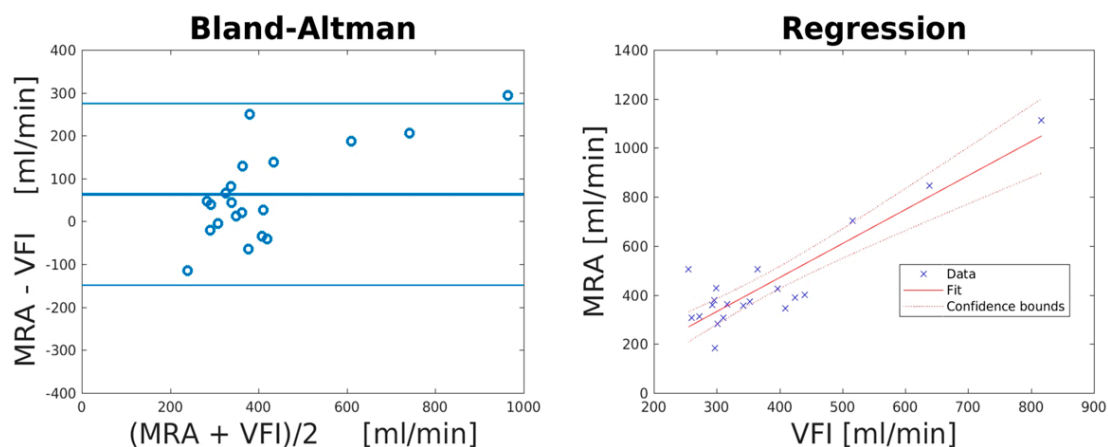 Bland-Altman
MRA - VFI [ml/min]
400
300
200
100
0
-100
-200
-300
-400
0 200 400 600 800 1000
(MRA + VFI)/2 [ml/min]
Regression
MRA [ml/min]
1400
1200
1000
800
600
400
200
0
200 300 400 500 600 700 800 900
VFI [ml/min]
Data
Fit
Confidence bounds